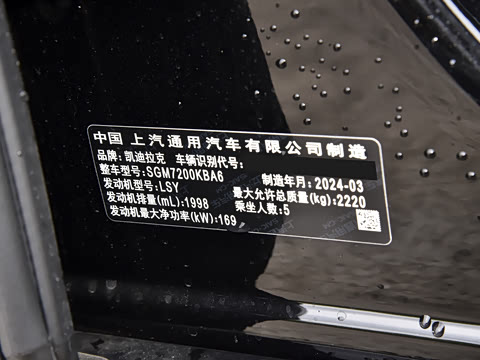 中国 上汽通用汽车有限公司制造
品牌:凯迪拉克 车辆识别代号:
整车型号:SGM7200KBA6 制造年月:2024-03
发动机型号:LSY 最大允许总质量(kg):2220
发动机排量(mL):1998 乘坐人数:5
发动机最大净功率(kW):169